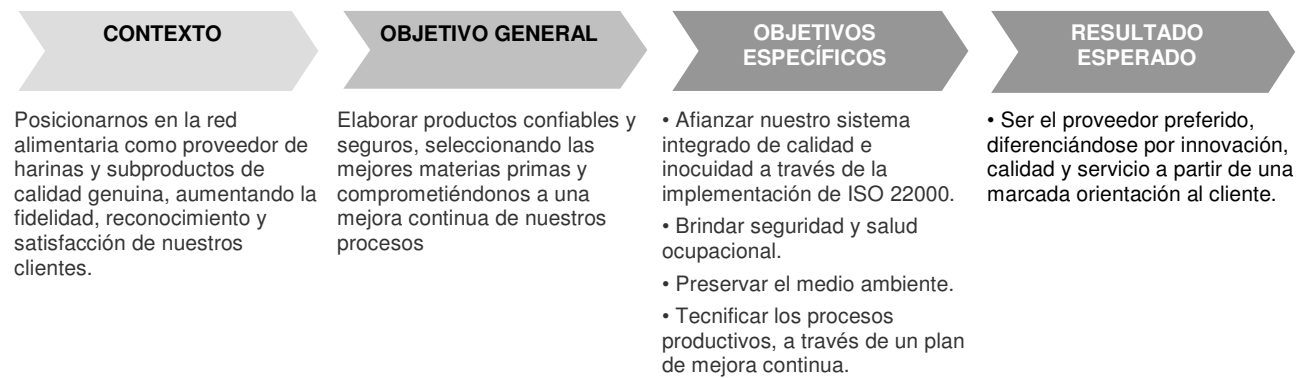 CONTEXTO
Posicionarnos en la red
alimentaria como proveedor de
harinas y subproductos de
calidad genuina, aumentando la
fidelidad, reconocimiento y
satisfacción de nuestros
clientes.
OBJETIVO GENERAL
Elaborar productos confiables y
seguros, seleccionando las
mejores materias primas y
comprometiéndonos a una
mejora continua de nuestros
procesos
OBJETIVOS
ESPECÍFICOS
• Afianzar nuestro sistema
integrado de calidad e
inocuidad a través de la
implementación de ISO 22000.
• Brindar seguridad y salud
ocupacional.
• Preservar el medio ambiente.
• Tecnificar los procesos
productivos, a través de un plan
de mejora continua.
RESULTADO
ESPERADO
• Ser el proveedor preferido,
diferenciándose por innovación,
calidad y servicio a partir de una
marcada orientación al cliente.